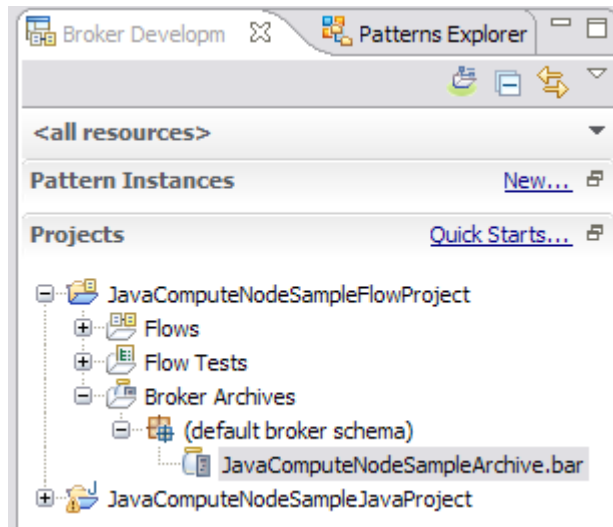 Broker Developm Patterns Explorer
<all resources>
Pattern Instances New...
Projects Quick Starts...
JavaComputeNodeSampleFlowProject
Flows
Flow Tests
Broker Archives
(default broker schema)
JavaComputeNodeSampleArchive.bar
JavaComputeNodeSampleJavaProject